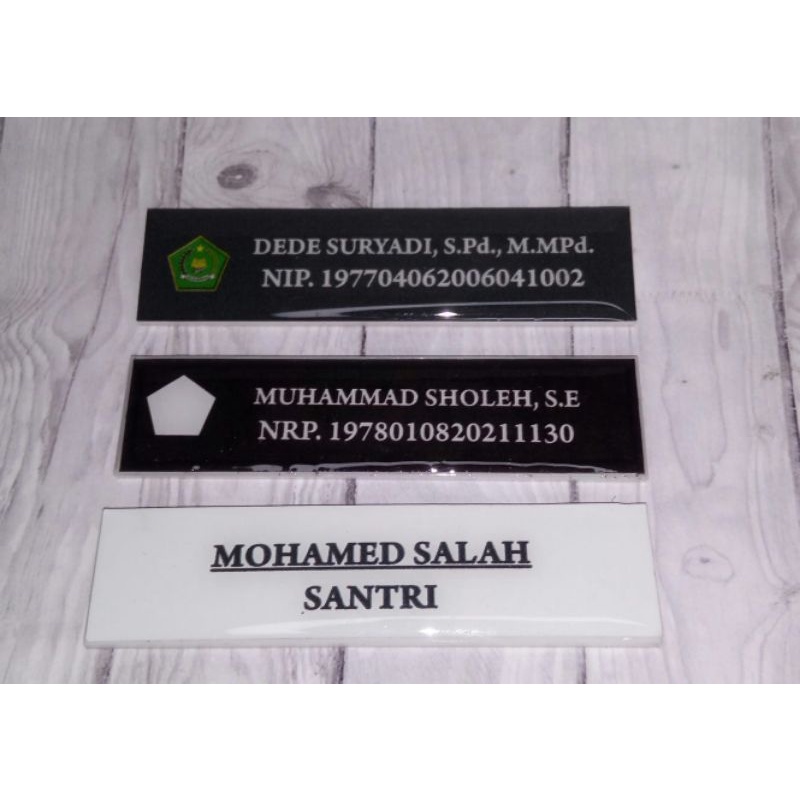 DEDE SURYADI, S.Pd., M.MPd.
NIP. 197704062006041002
MUHAMMAD SHOLEH, S.E
NRP. 1978010820211130
MOHAMED SALAH
SANTRI